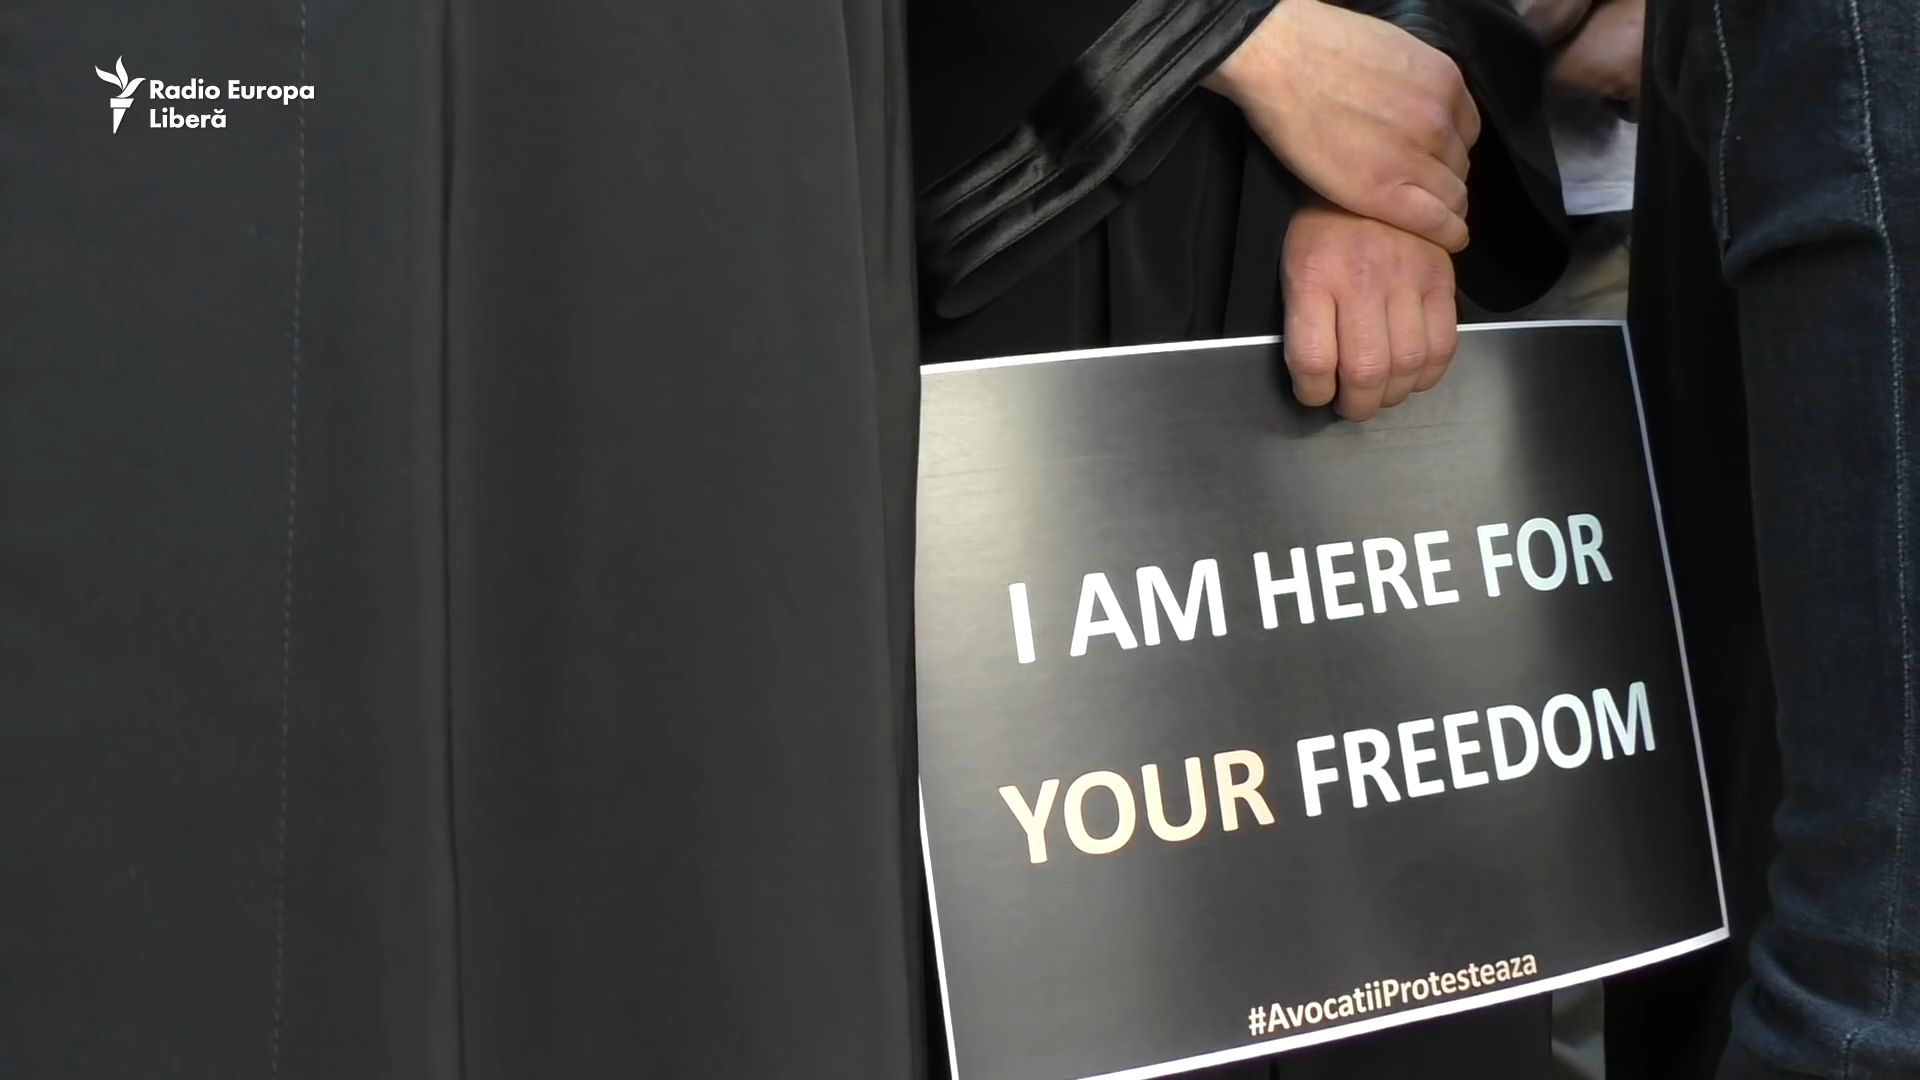 Radio Europa
Liberă
I AM HERE FOR
YOUR FREEDOM
#AvocatiiProtesteaza